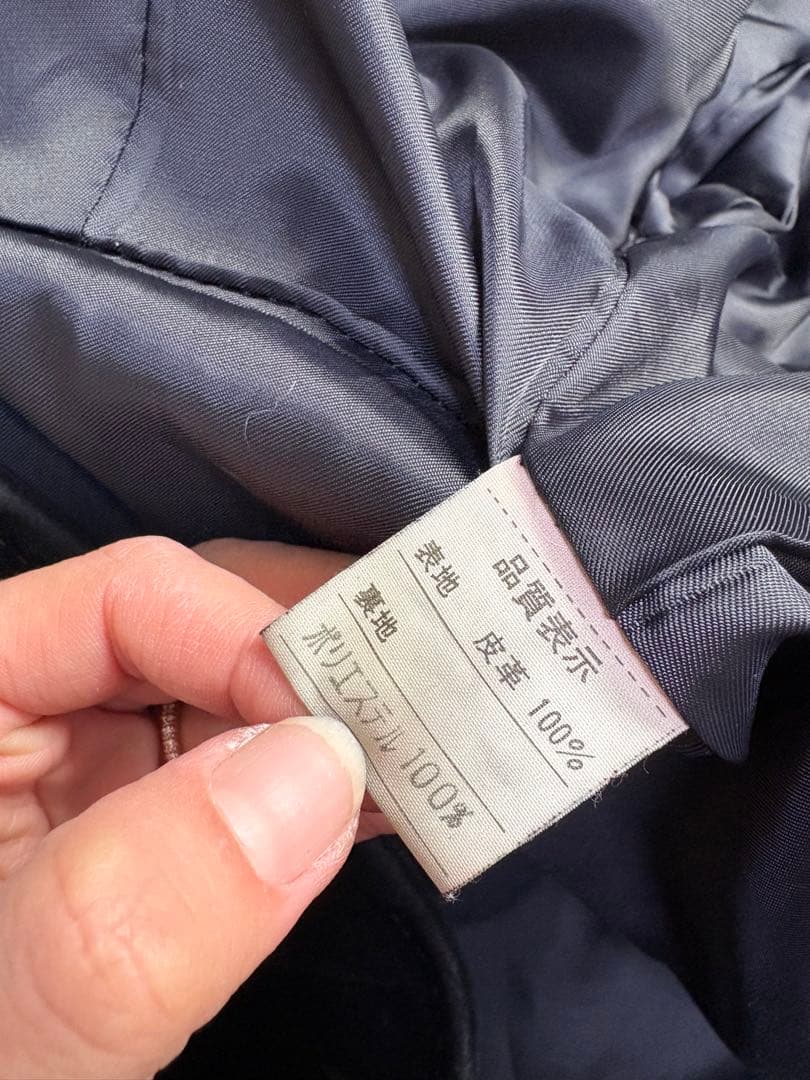 品質表示
表地 皮革 100%
裏地
ポリエステル 100%